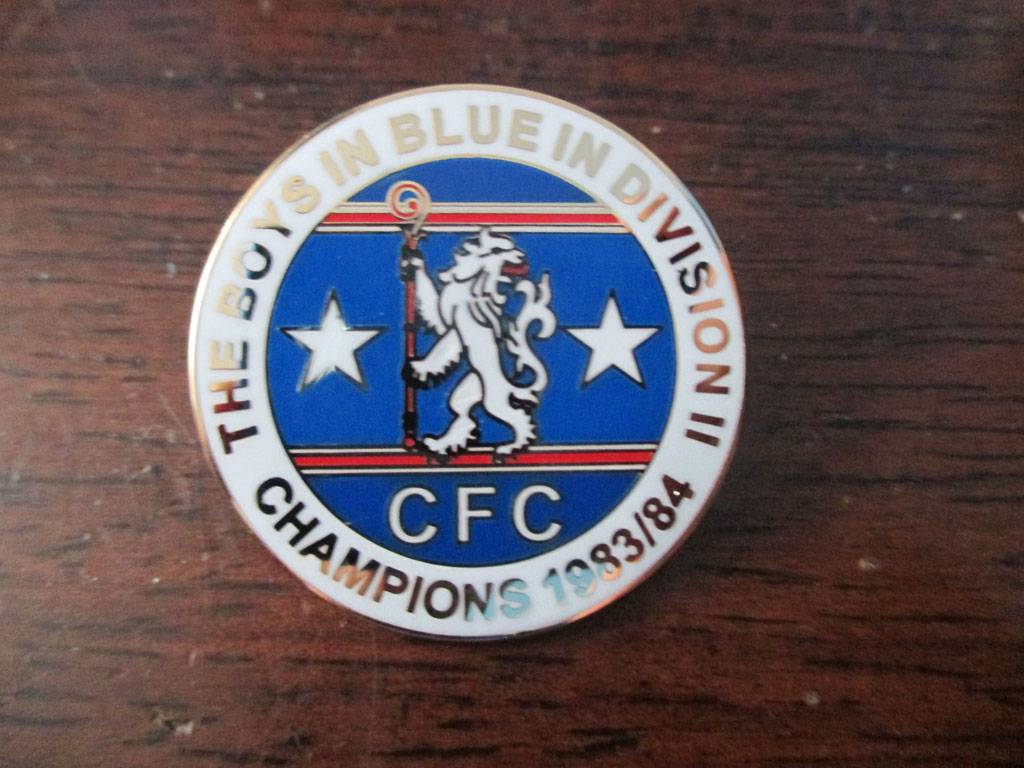 THE BOYS IN BLUE IN DIVISION II
CFC
CHAMPIONS 1983/84